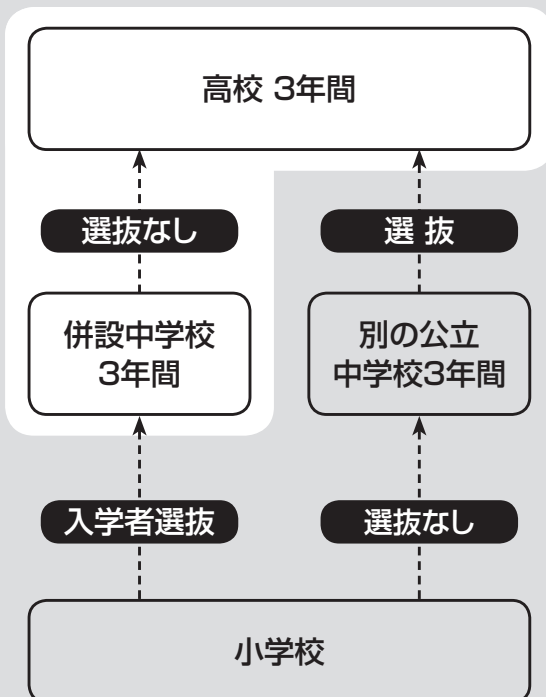 高校 3年間
選抜なし
選 抜
併設中学校
3年間
別の公立
中学校3年間
入学者選抜
選抜なし
小学校